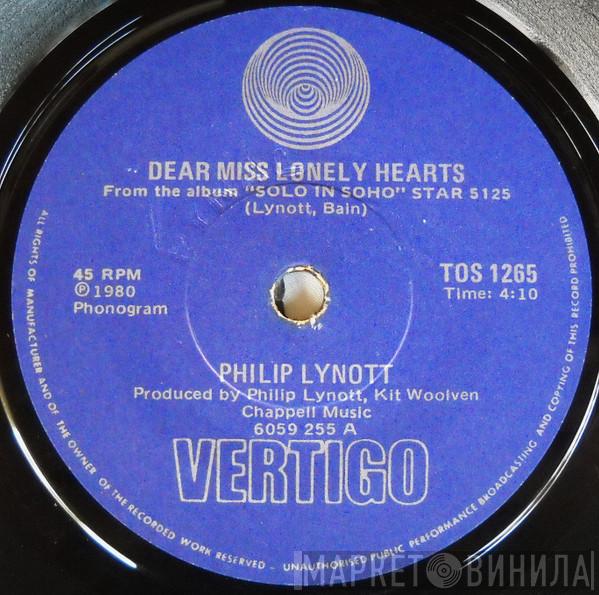 DEAR MISS LONELY HEARTS
From the album "SOLO IN SOHO" STAR 5125
(Lynott, Bain)
45 RPM
Ⓟ 1980
Phonogram
TOS 1265
Time: 4:10
PHILIP LYNOTT
Produced by Philip Lynott, Kit Woolven
Chappell Music
6059 255 A
VERTIGO
ALL RIGHTS OF MANUFACTURER AND OF THE OWNER OF THE RECORDED WORK RESERVED - UNAUTHORISED PUBLIC PERFORMANCE BROADCASTING AND COPYING OF THIS RECORD PROHIBITED
МАРКЕТ ВИНИЛА